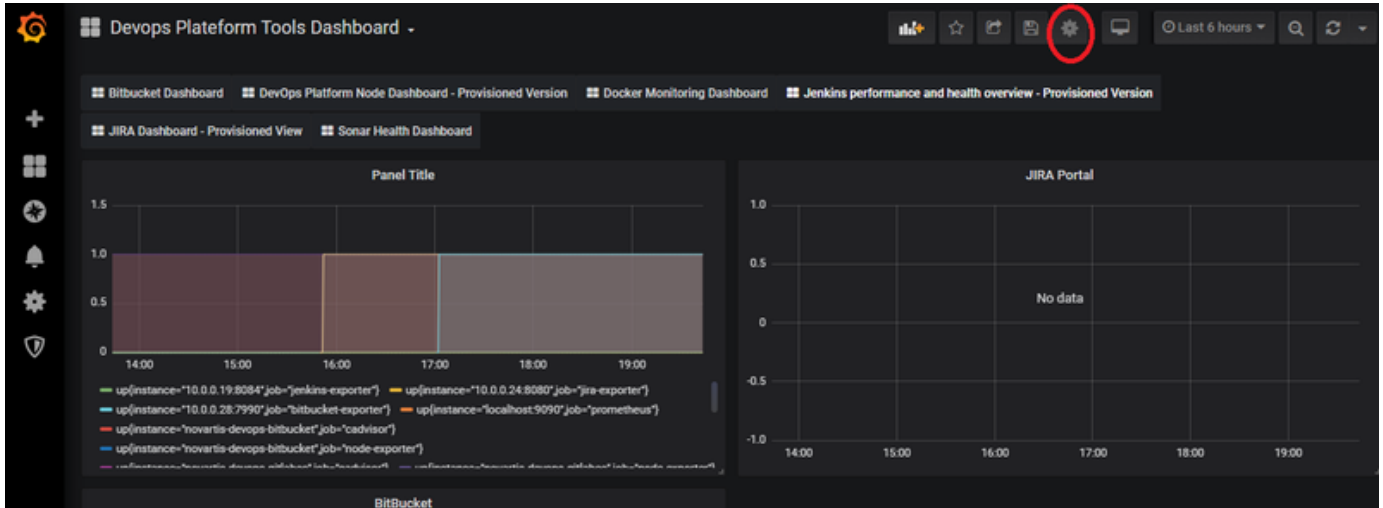 Devops Plateform Tools Dashboard
Last 6 hours
Bitbucket Dashboard DevOps Platform Node Dashboard - Provisioned Version Docker Monitoring Dashboard Jenkins performance and health overview - Provisioned Version
JIRA Dashboard - Provisioned View Sonar Health Dashboard
Panel Title
1.5
1.0
0.5
0
14:00 15:00 16:00 17:00 18:00 19:00
up{instance="10.0.0.19:8084",job="jenkins-exporter"} up{instance="10.0.0.24:8080",job="jira-exporter"}
up{instance="10.0.0.28:7990",job="bitbucket-exporter"} up{instance="localhost:9090",job="prometheus"}
up{instance="novartis-devops-bitbucket",job="cadvisor"}
up{instance="novartis-devops-bitbucket",job="node-exporter"}
JIRA Portal
1.0
0.5
No data
0
-0.5
-1.0
14:00 15:00 16:00 17:00 18:00 19:00
BitBucket